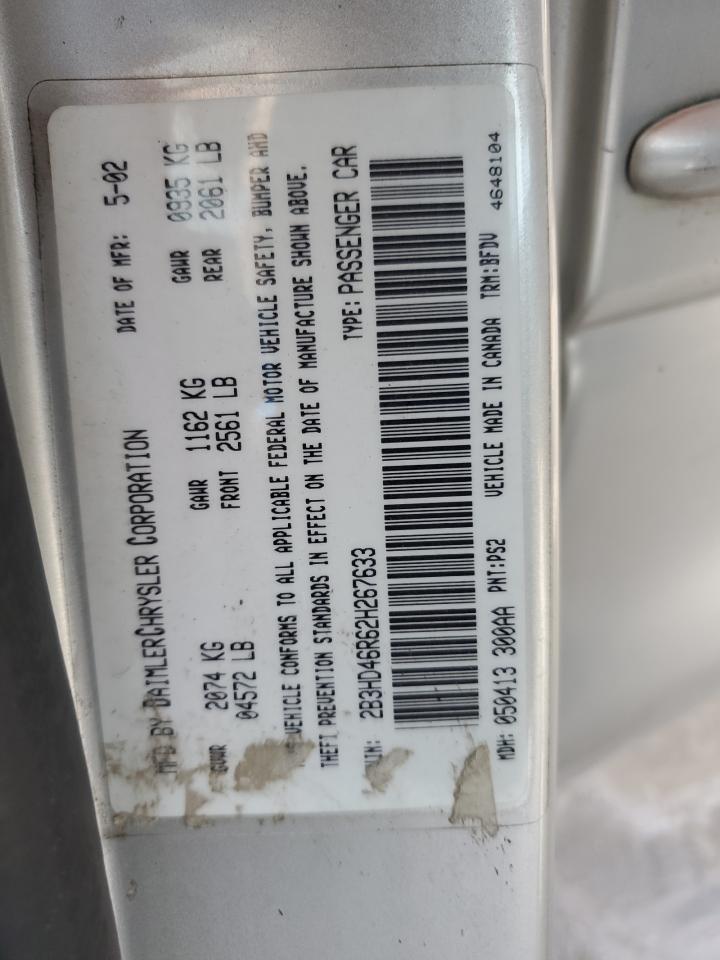 MFD BY DAIMLERCHRYSLER CORPORATION DATE OF MFR: 5-02
GVWR 2074 KG GAWR 1162 KG GAWR 0935 KG
04572 LB FRONT 2561 LB REAR 2061 LB
VEHICLE CONFORMS TO ALL APPLICABLE FEDERAL MOTOR VEHICLE SAFETY, BUMPER AND
THEFT PREVENTION STANDARDS IN EFFECT ON THE DATE OF MANUFACTURE SHOWN ABOVE.
VIN: 2B3HD46R62H267633 TYPE: PASSENGER CAR
MDH: 050413 300AA PNT:PS2 VEHICLE MADE IN CANADA TRM:BFDV 4648104